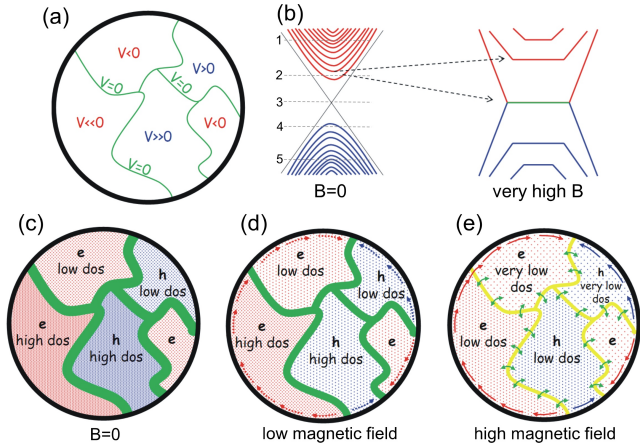 (a)
V<0
V>0
V=0
V=0
V<<0
V>>0
V<0
V=0
(b)
1
2
3
4
5
B=0
very high B
(c)
e
low dos
h
low dos
e
high dos
h
high dos
e
B=0
(d)
e
low dos
h
low dos
e
high dos
h
high dos
e
low magnetic field
(e)
e
very low
dos
h
very low
dos
e
low dos
h
low dos
e
high magnetic field